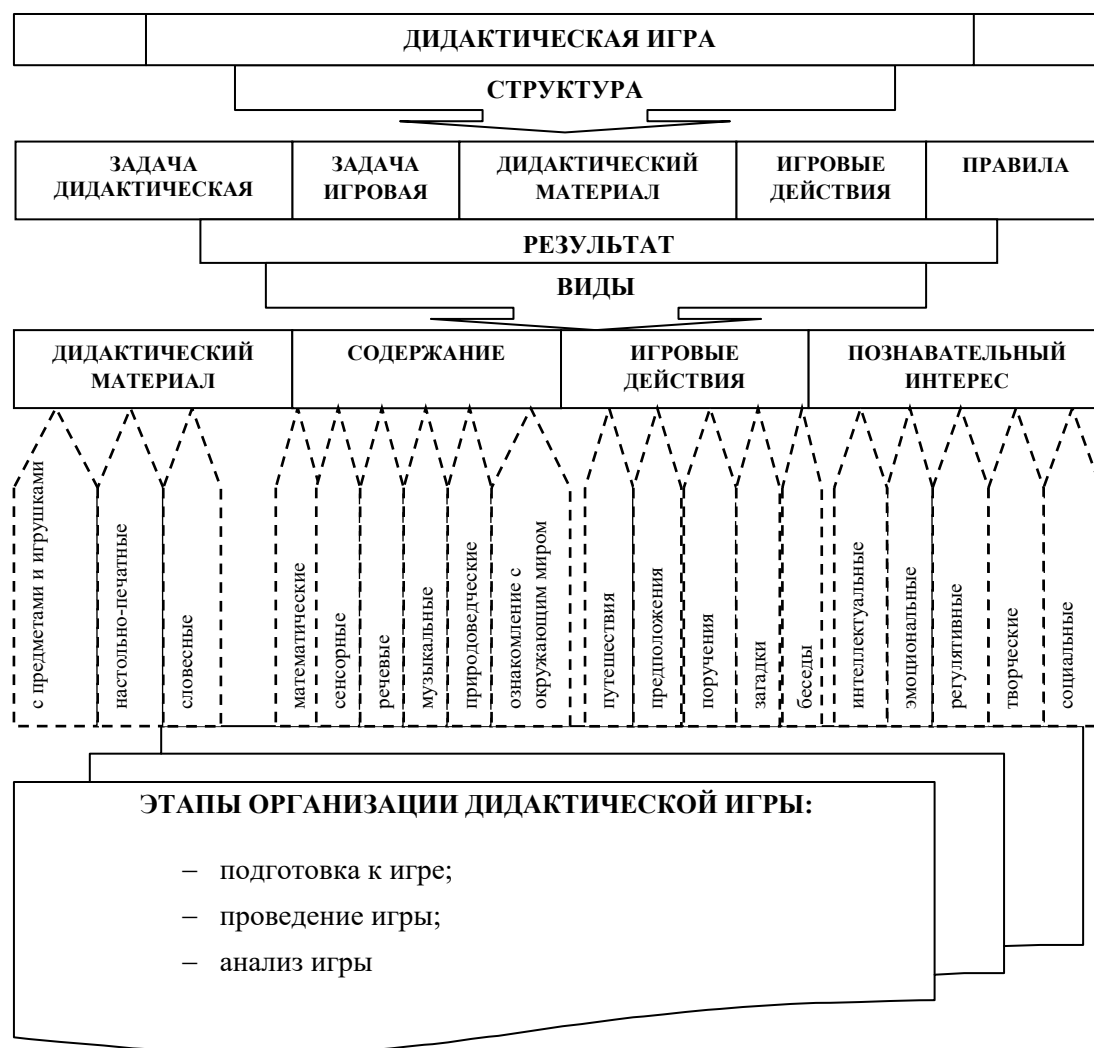 ДИДАКТИЧЕСКАЯ ИГРА
СТРУКТУРА
ЗАДАЧА
ДИДАКТИЧЕСКАЯ
ЗАДАЧА
ИГРОВАЯ
ДИДАКТИЧЕСКИЙ
МАТЕРИАЛ
ИГРОВЫЕ
ДЕЙСТВИЯ
ПРАВИЛА
РЕЗУЛЬТАТ
ВИДЫ
ДИДАКТИЧЕСКИЙ
МАТЕРИАЛ
СОДЕРЖАНИЕ
ИГРОВЫЕ
ДЕЙСТВИЯ
ПОЗНАВАТЕЛЬНЫЙ
ИНТЕРЕС
с предметами и игрушками
настольно-печатные
словесные
математические
сенсорные
речевые
музыкальные
природоведческие
ознакомление с
окружающим миром
путешествия
предположения
поручения
загадки
беседы
интеллектуальные
эмоциональные
регулятивные
творческие
социальные
ЭТАПЫ ОРГАНИЗАЦИИ ДИДАКТИЧЕСКОЙ ИГРЫ:
– подготовка к игре;
– проведение игры;
– анализ игры